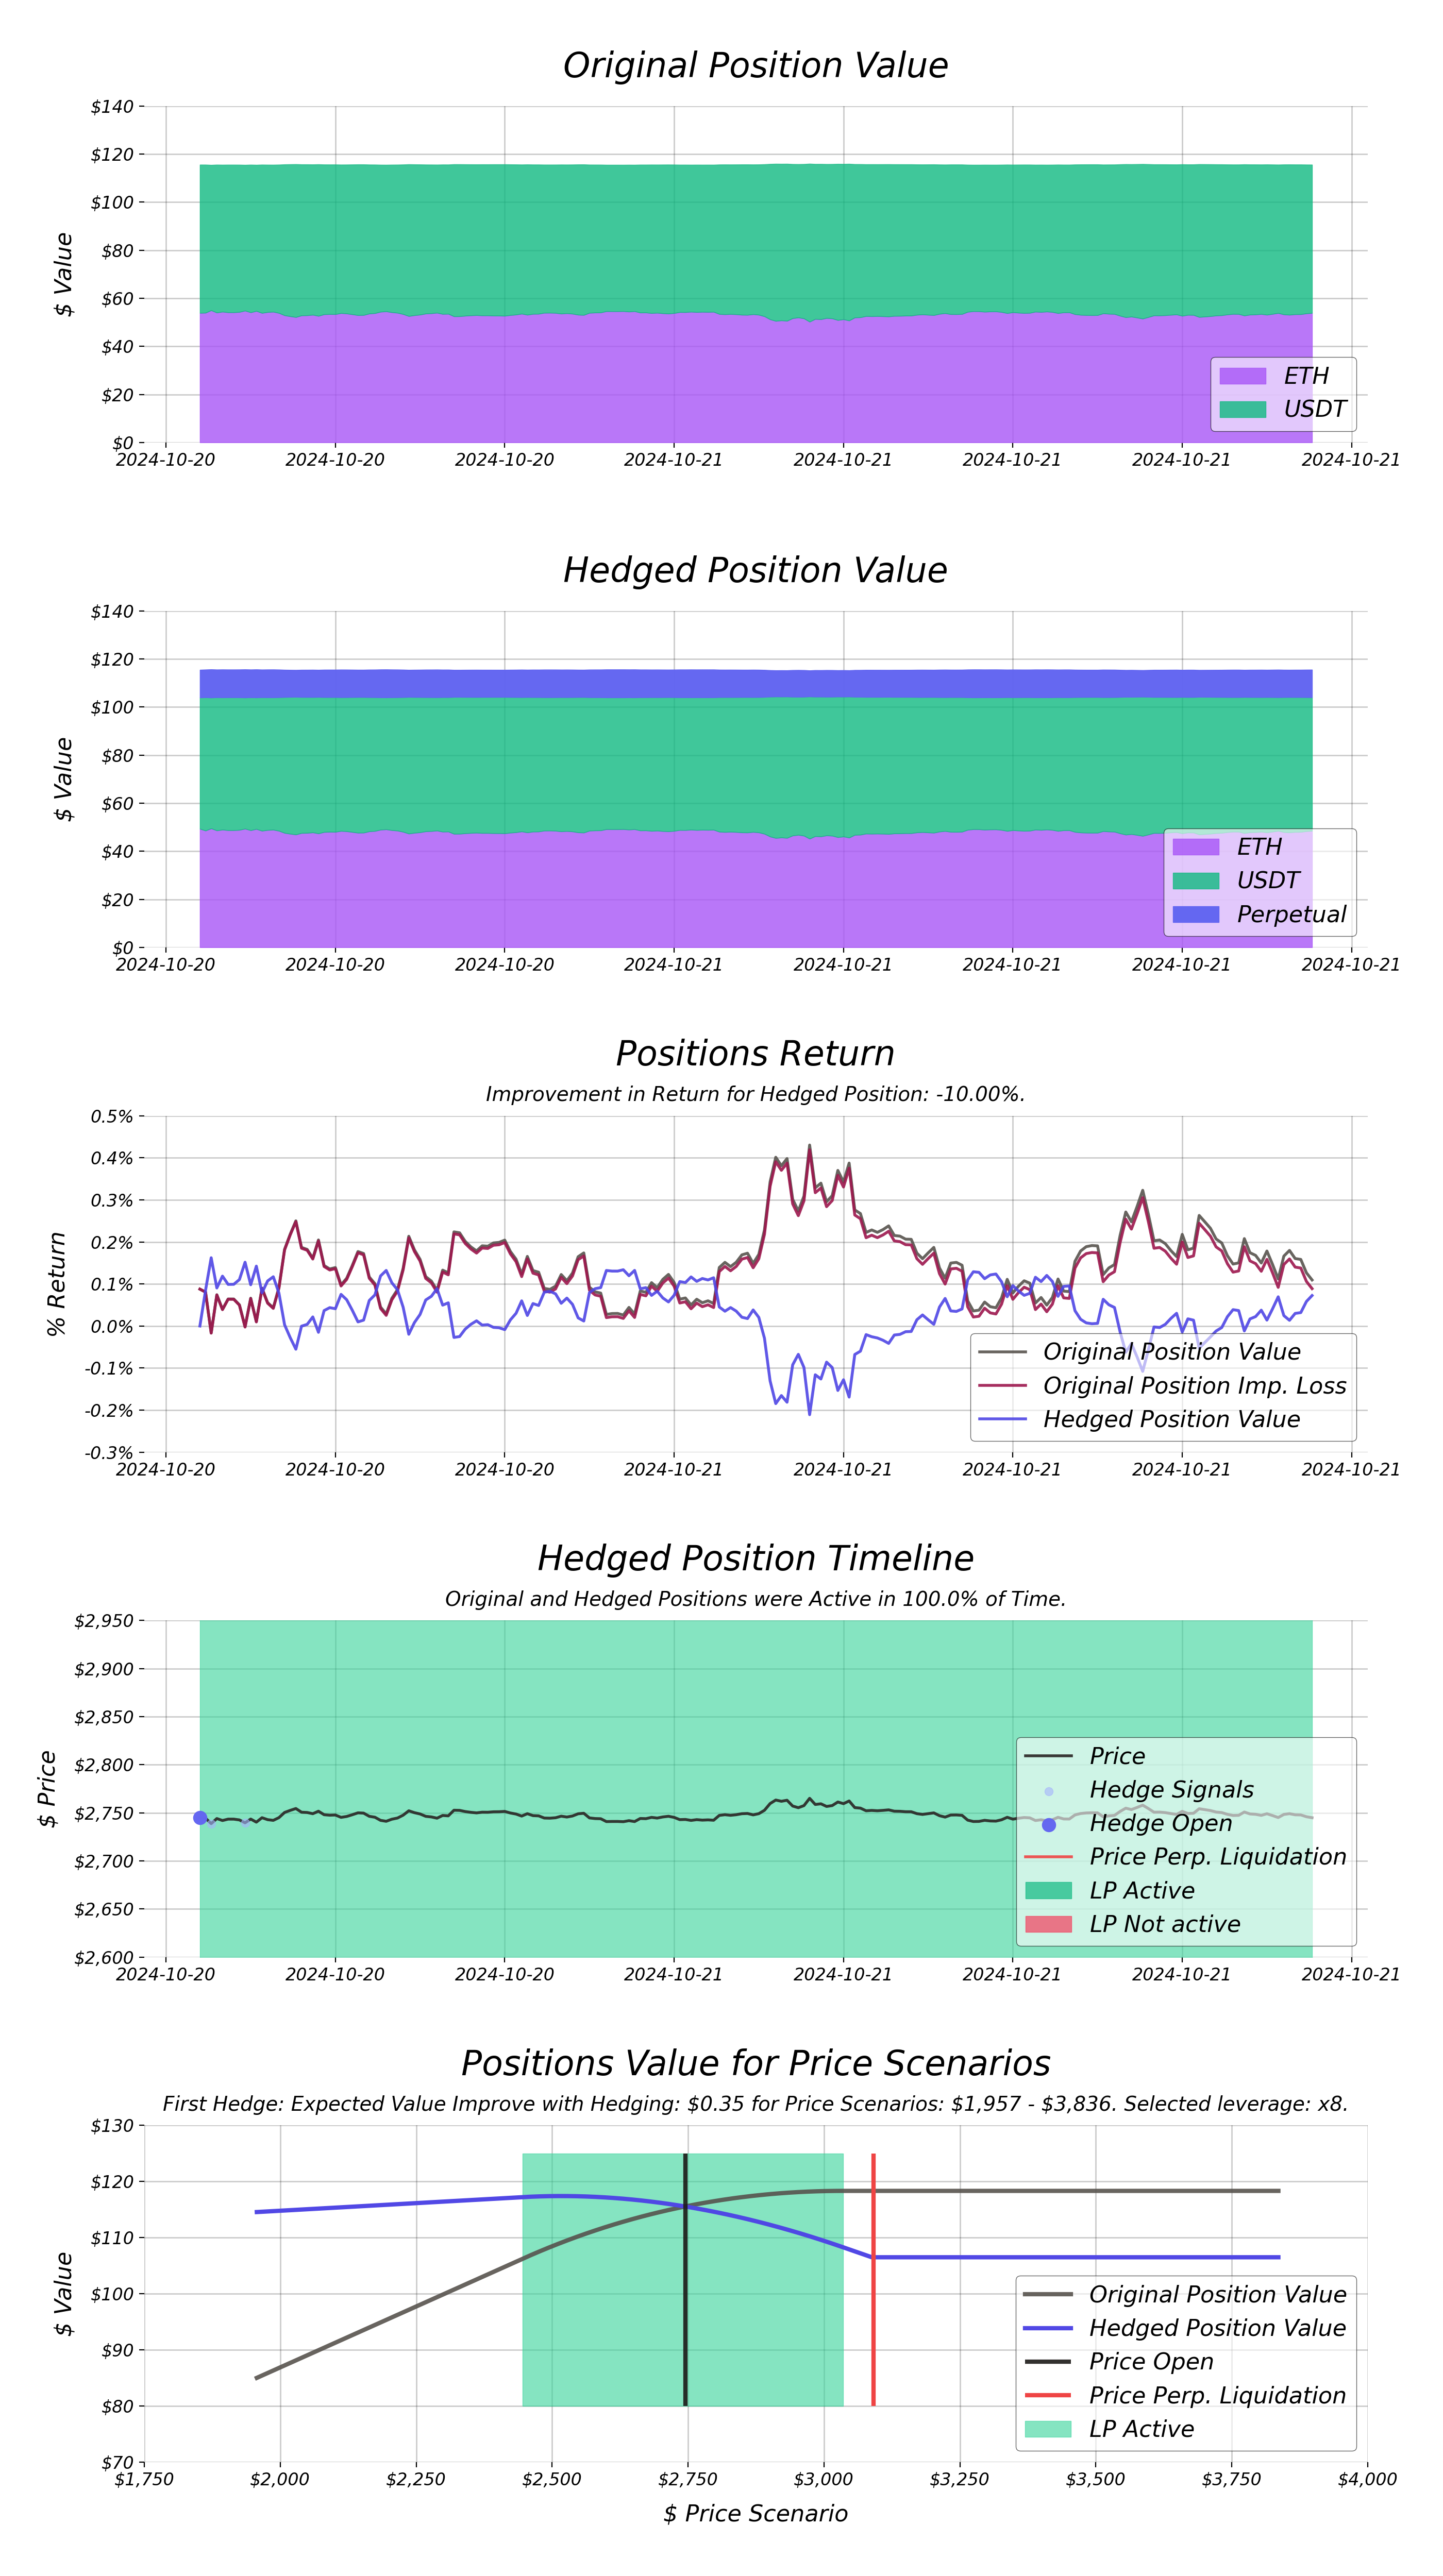 Original Position Value
$140
$120
$100
$80
$60
$40
$20
$0
$ Value
ETH
USDT
2024-10-20 2024-10-20 2024-10-20 2024-10-21 2024-10-21 2024-10-21 2024-10-21 2024-10-21
Hedged Position Value
$140
$120
$100
$80
$60
$40
$20
$0
$ Value
ETH
USDT
Perpetual
2024-10-20 2024-10-20 2024-10-20 2024-10-21 2024-10-21 2024-10-21 2024-10-21 2024-10-21
Positions Return
Improvement in Return for Hedged Position: -10.00%.
0.5%
0.4%
0.3%
0.2%
0.1%
0.0%
-0.1%
-0.2%
-0.3%
% Return
Original Position Value
Original Position Imp. Loss
Hedged Position Value
2024-10-20 2024-10-20 2024-10-20 2024-10-21 2024-10-21 2024-10-21 2024-10-21 2024-10-21
Hedged Position Timeline
Original and Hedged Positions were Active in 100.0% of Time.
$2,950
$2,900
$2,850
$2,800
$2,750
$2,700
$2,650
$2,600
$ Price
Price
Hedge Signals
Hedge Open
Price Perp. Liquidation
LP Active
LP Not active
2024-10-20 2024-10-20 2024-10-20 2024-10-21 2024-10-21 2024-10-21 2024-10-21 2024-10-21
Positions Value for Price Scenarios
First Hedge: Expected Value Improve with Hedging: $0.35 for Price Scenarios: $1,957 - $3,836. Selected leverage: x8.
$130
$120
$110
$100
$90
$80
$70
$ Value
Original Position Value
Hedged Position Value
Price Open
Price Perp. Liquidation
LP Active
$1,750 $2,000 $2,250 $2,500 $2,750 $3,000 $3,250 $3,500 $3,750 $4,000
$ Price Scenario